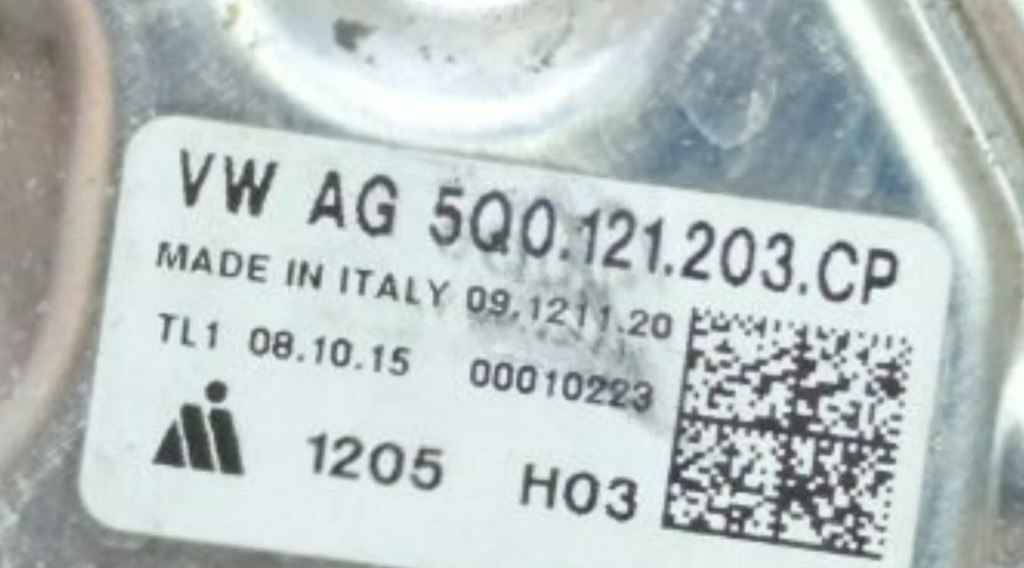 VW AG 5Q0.121.203.CP
MADE IN ITALY 09.1211.20
TL1 08.10.15 00010223
1205 H03